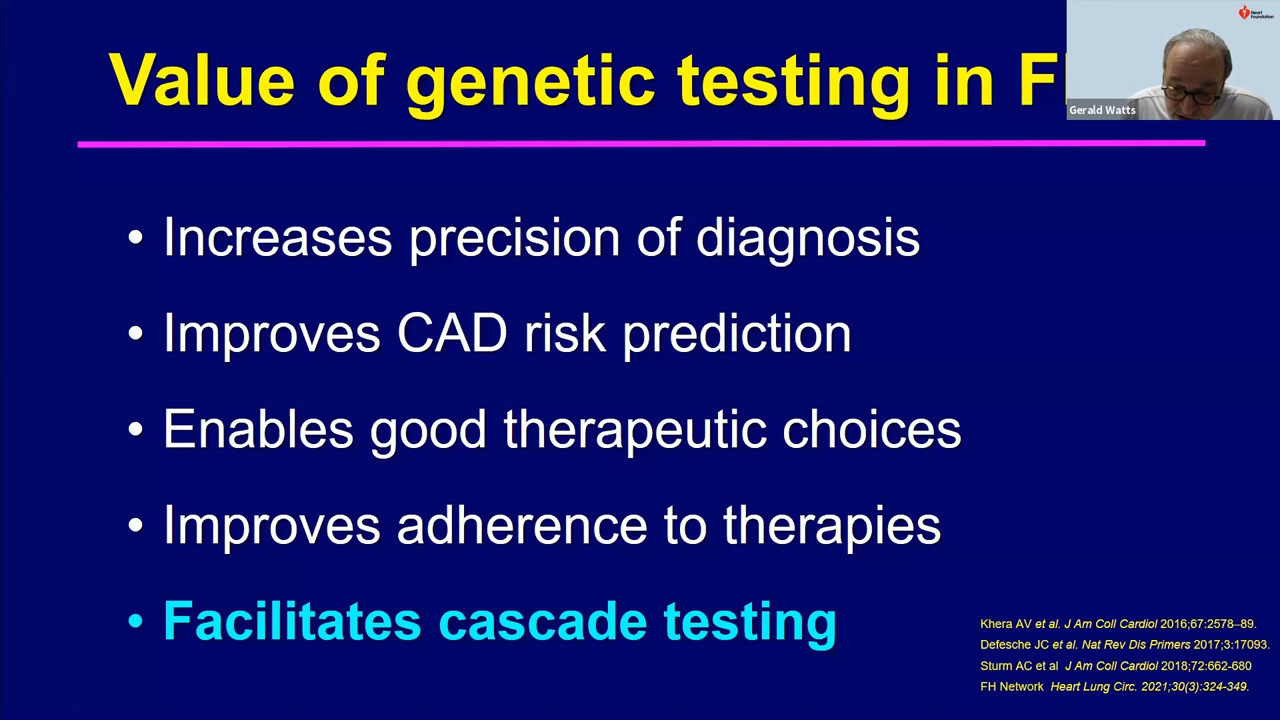 Value of genetic testing in F
Heart
Foundation
Gerald Watts
• Increases precision of diagnosis
• Improves CAD risk prediction
• Enables good therapeutic choices
• Improves adherence to therapies
• Facilitates cascade testing
Khera AV et al. J Am Coll Cardiol 2016;67:2578–89.
Defesche JC et al. Nat Rev Dis Primers 2017;3:17093.
Sturm AC et al J Am Coll Cardiol 2018;72:662-680
FH Network Heart Lung Circ. 2021;30(3):324-349.